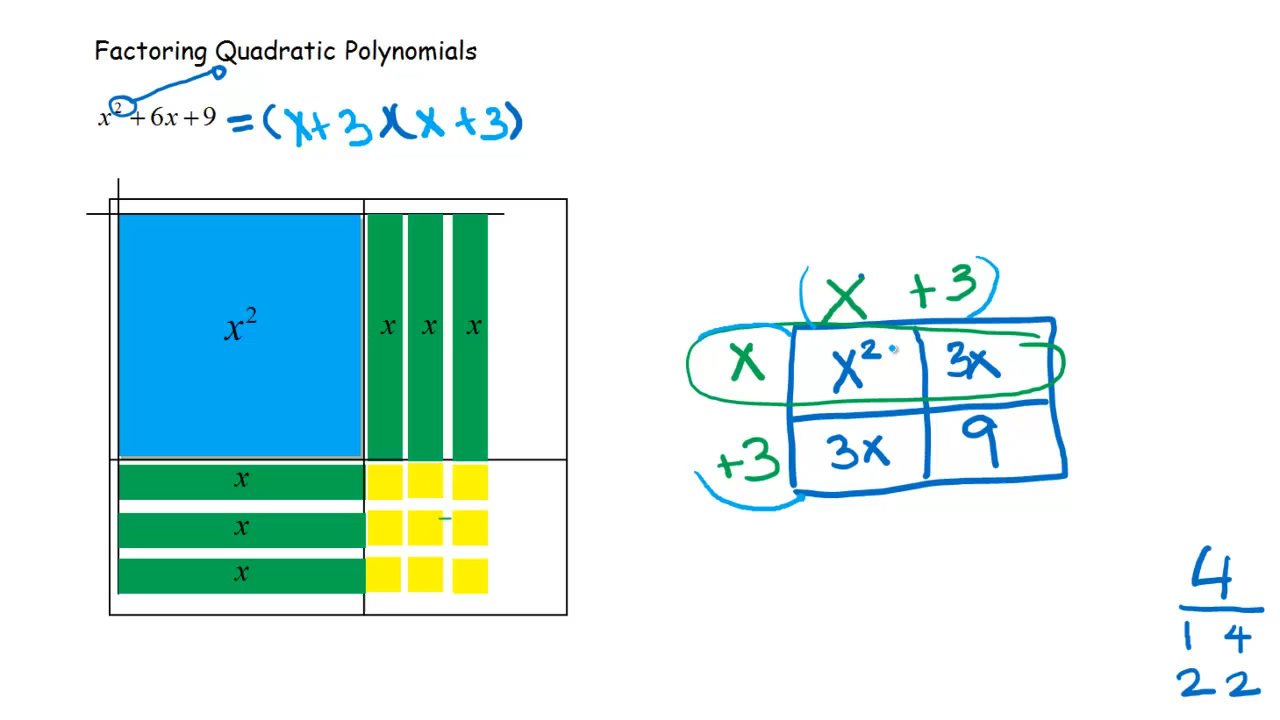 Factoring Quadratic Polynomials
x² + 6x + 9 = (x+3)(x+3)
x² x x x
x
x
x
(x +3)
x x² 3x
+3 3x 9
4
1 4
2 2